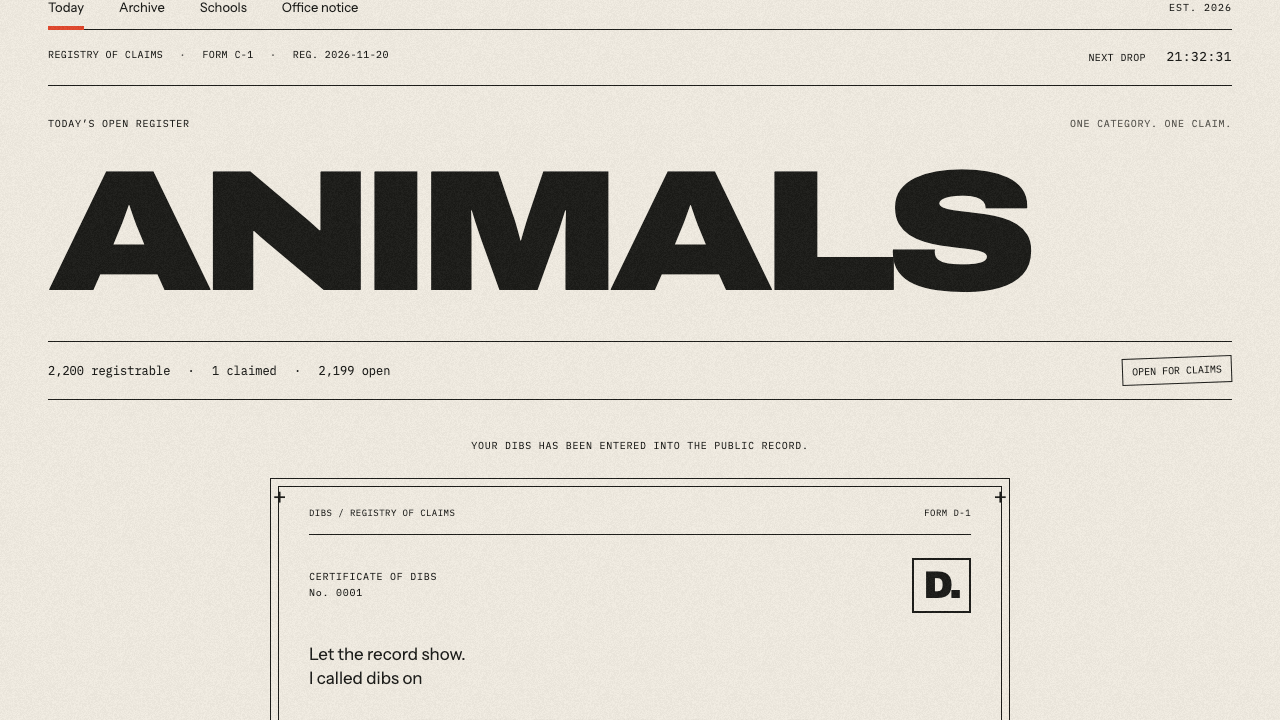 Today Archive Schools Office notice EST. 2026
REGISTRY OF CLAIMS · FORM C-1 · REG. 2026-11-20 NEXT DROP 21:32:31
TODAY’S OPEN REGISTER ONE CATEGORY. ONE CLAIM.
ANIMALS
2,200 registrable · 1 claimed · 2,199 open OPEN FOR CLAIMS
YOUR DIBS HAS BEEN ENTERED INTO THE PUBLIC RECORD.
DIBS / REGISTRY OF CLAIMS FORM D-1
CERTIFICATE OF DIBS
No. 0001
D.
Let the record show.
I called dibs on